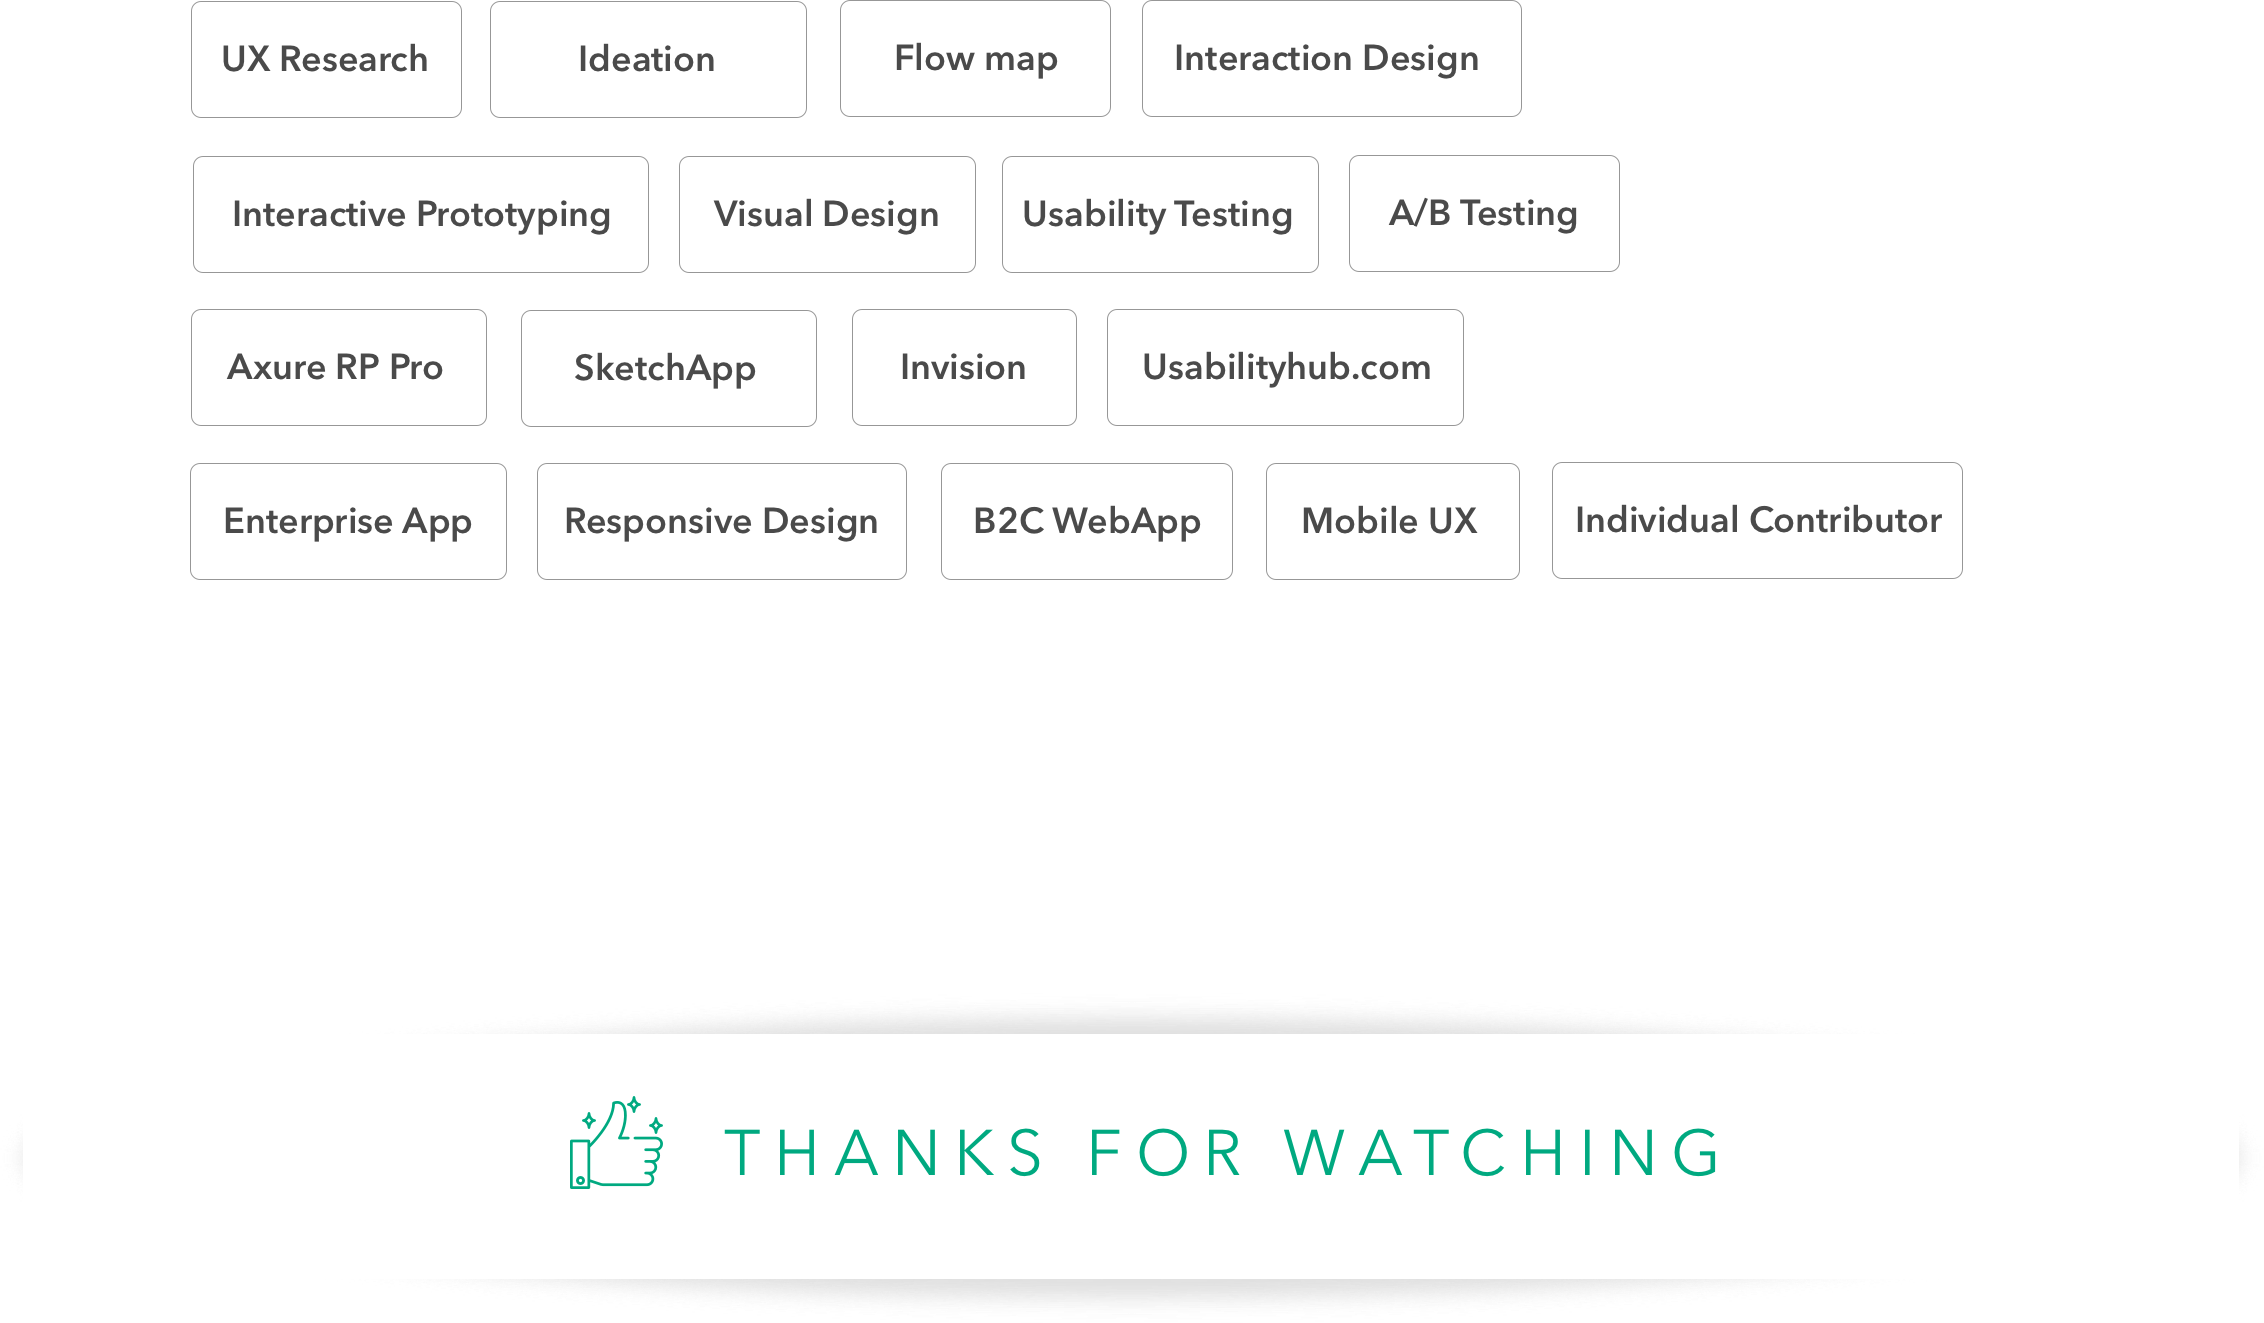 UX Research Ideation Flow map Interaction Design
Interactive Prototyping Visual Design Usability Testing A/B Testing
Axure RP Pro SketchApp Invision Usabilityhub.com
Enterprise App Responsive Design B2C WebApp Mobile UX Individual Contributor
THANKS FOR WATCHING